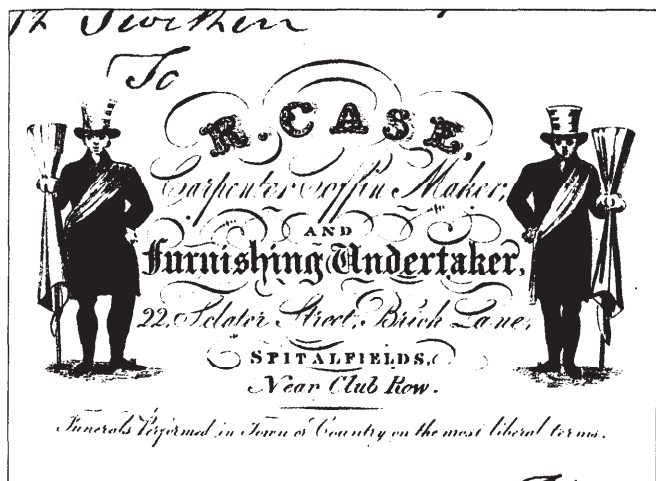 To
R. CASE,
Carpenter Coffin Maker,
AND
Furnishing Undertaker,
22, Sclater Street, Brick Lane,
SPITALFIELDS,
Near Club Row.
Funerals Performed in Town or Country on the most liberal terms.